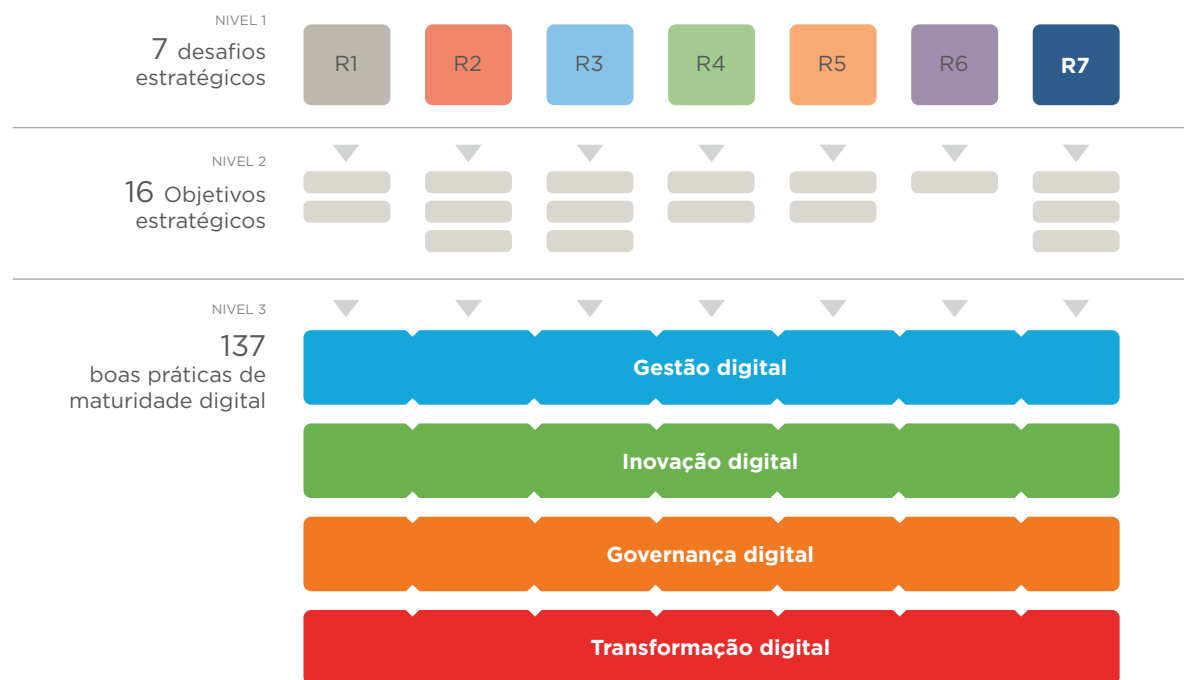 NIVEL 1
7 desafios
estratégicos
R1
R2
R3
R4
R5
R6
R7
NIVEL 2
16 Objetivos
estratégicos
NIVEL 3
137
boas práticas de
maturidade digital
Gestão digital
Inovação digital
Governança digital
Transformação digital